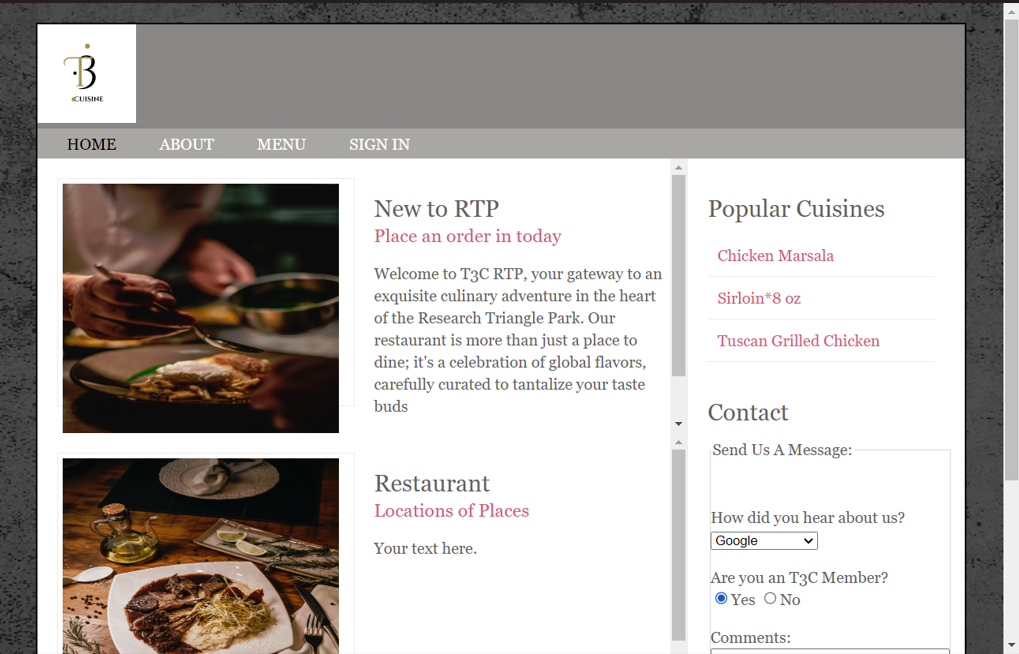 T3
CUISINE
HOME
ABOUT
MENU
SIGN IN
New to RTP
Place an order in today
Welcome to T3C RTP, your gateway to an
exquisite culinary adventure in the heart
of the Research Triangle Park. Our
restaurant is more than just a place to
dine; it's a celebration of global flavors,
carefully curated to tantalize your taste
buds
Restaurant
Locations of Places
Your text here.
Popular Cuisines
Chicken Marsala
Sirloin*8 oz
Tuscan Grilled Chicken
Contact
Send Us A Message:
How did you hear about us?
Google
Are you an T3C Member?
Yes No
Comments: